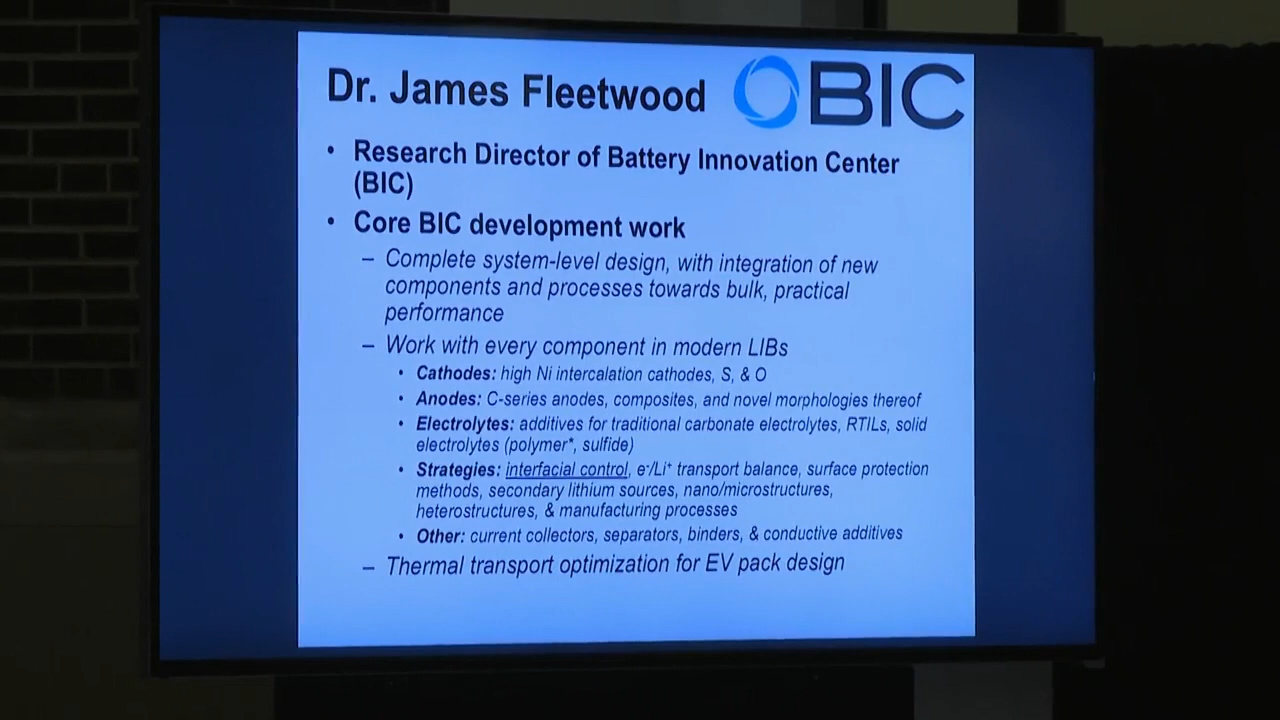 Dr. James Fleetwood
BIC
• Research Director of Battery Innovation Center
(BIC)
• Core BIC development work
– Complete system-level design, with integration of new
components and processes towards bulk, practical
performance
– Work with every component in modern LIBs
• Cathodes: high Ni intercalation cathodes, S, & O
• Anodes: C-series anodes, composites, and novel morphologies thereof
• Electrolytes: additives for traditional carbonate electrolytes, RTILs, solid
electrolytes (polymer*, sulfide)
• Strategies: interfacial control, e⁻/Li⁺ transport balance, surface protection
methods, secondary lithium sources, nano/microstructures,
heterostructures, & manufacturing processes
• Other: current collectors, separators, binders, & conductive additives
– Thermal transport optimization for EV pack design